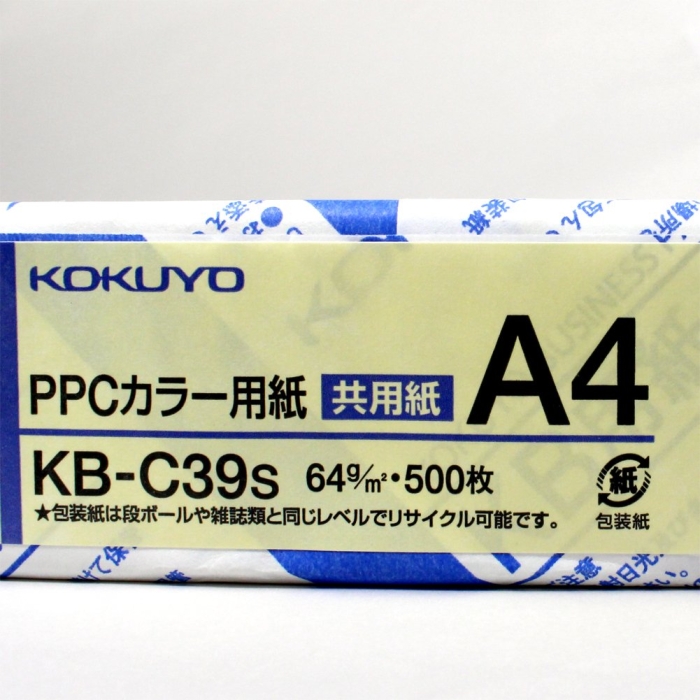 KOKUYO
PPCカラー用紙 共用紙 A4
KB-C39s 64g/m²・500枚
紙
★包装紙は段ボールや雑誌類と同じレベルでリサイクル可能です。
包装紙
KOKUYO
BUSINESS